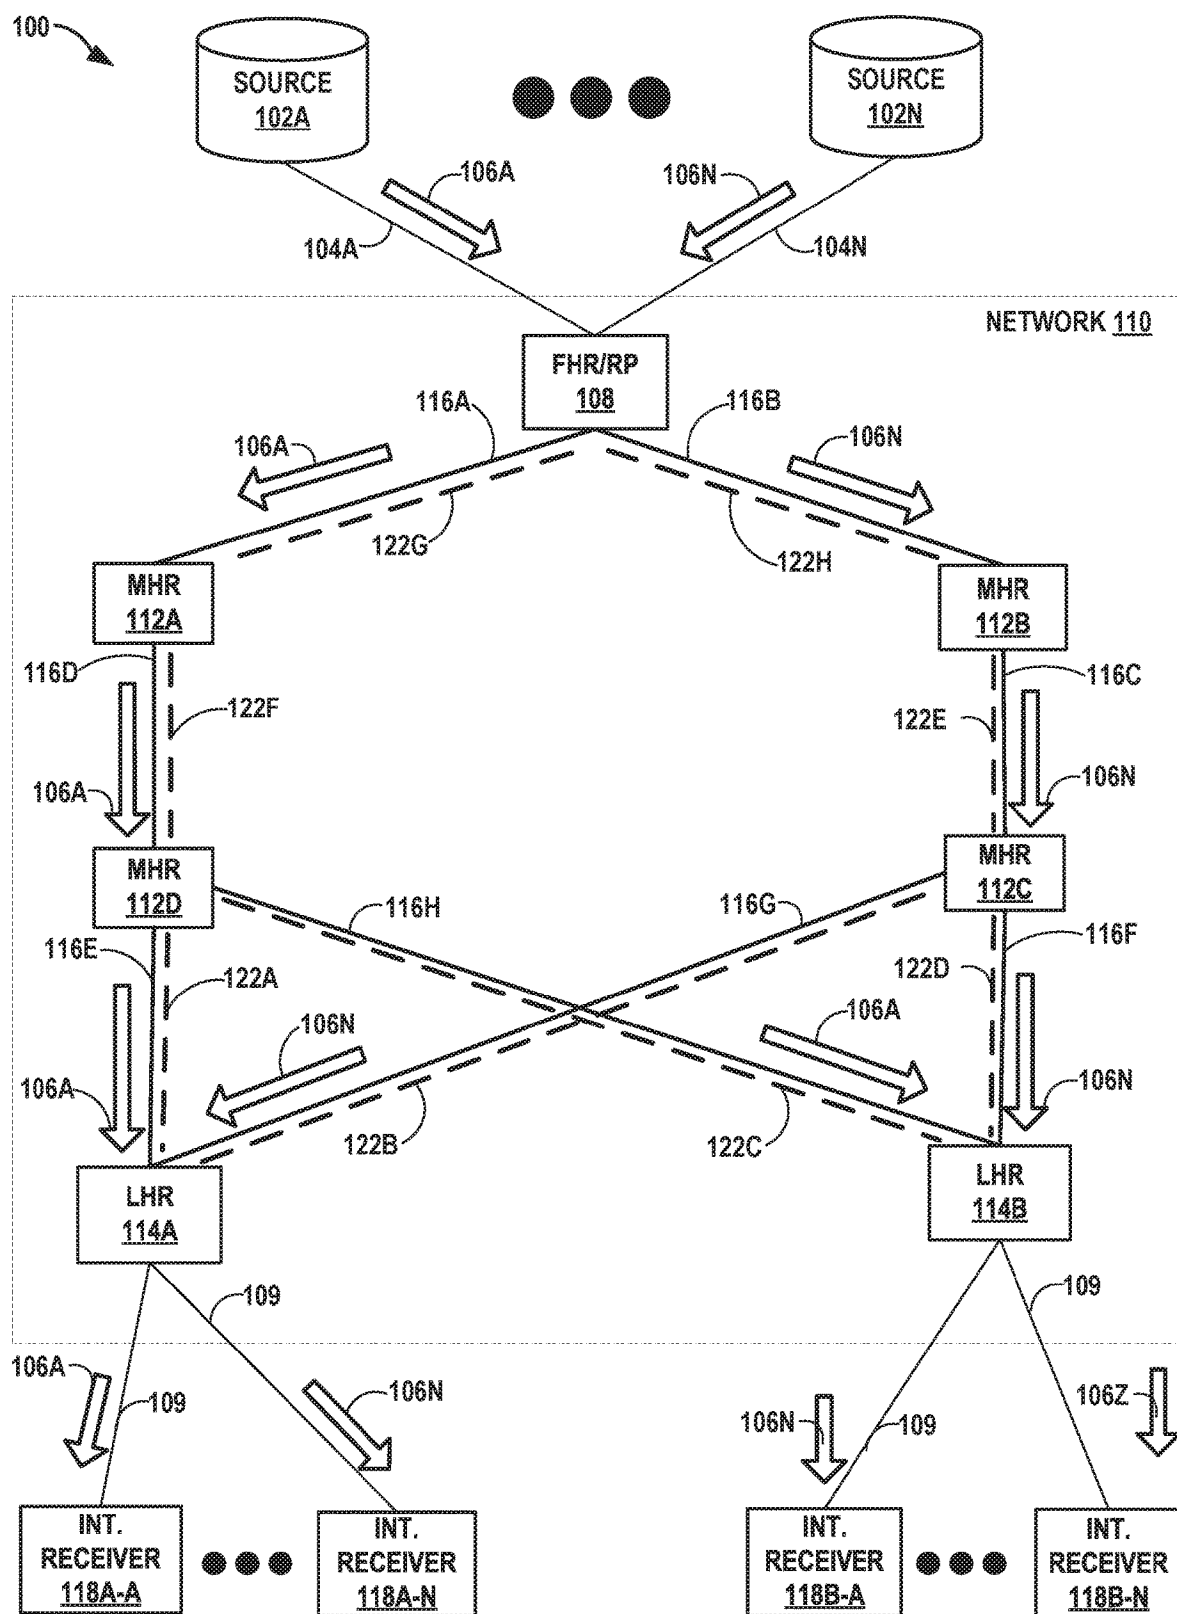 100
SOURCE
102A
SOURCE
102N
106A
106N
104A
104N
NETWORK 110
FHR/RP
108
116A
116B
106A
106N
122G
122H
MHR
112A
MHR
112B
116D
116C
122F
122E
106A
106N
MHR
112D
MHR
112C
116H
116G
116E
116F
122A
122D
106N
106A
106A
106N
122B
122C
LHR
114A
LHR
114B
109
109
106A
109
106N
106N
109
106Z
INT.
RECEIVER
118A-A
INT.
RECEIVER
118A-N
INT.
RECEIVER
118B-A
INT.
RECEIVER
118B-N